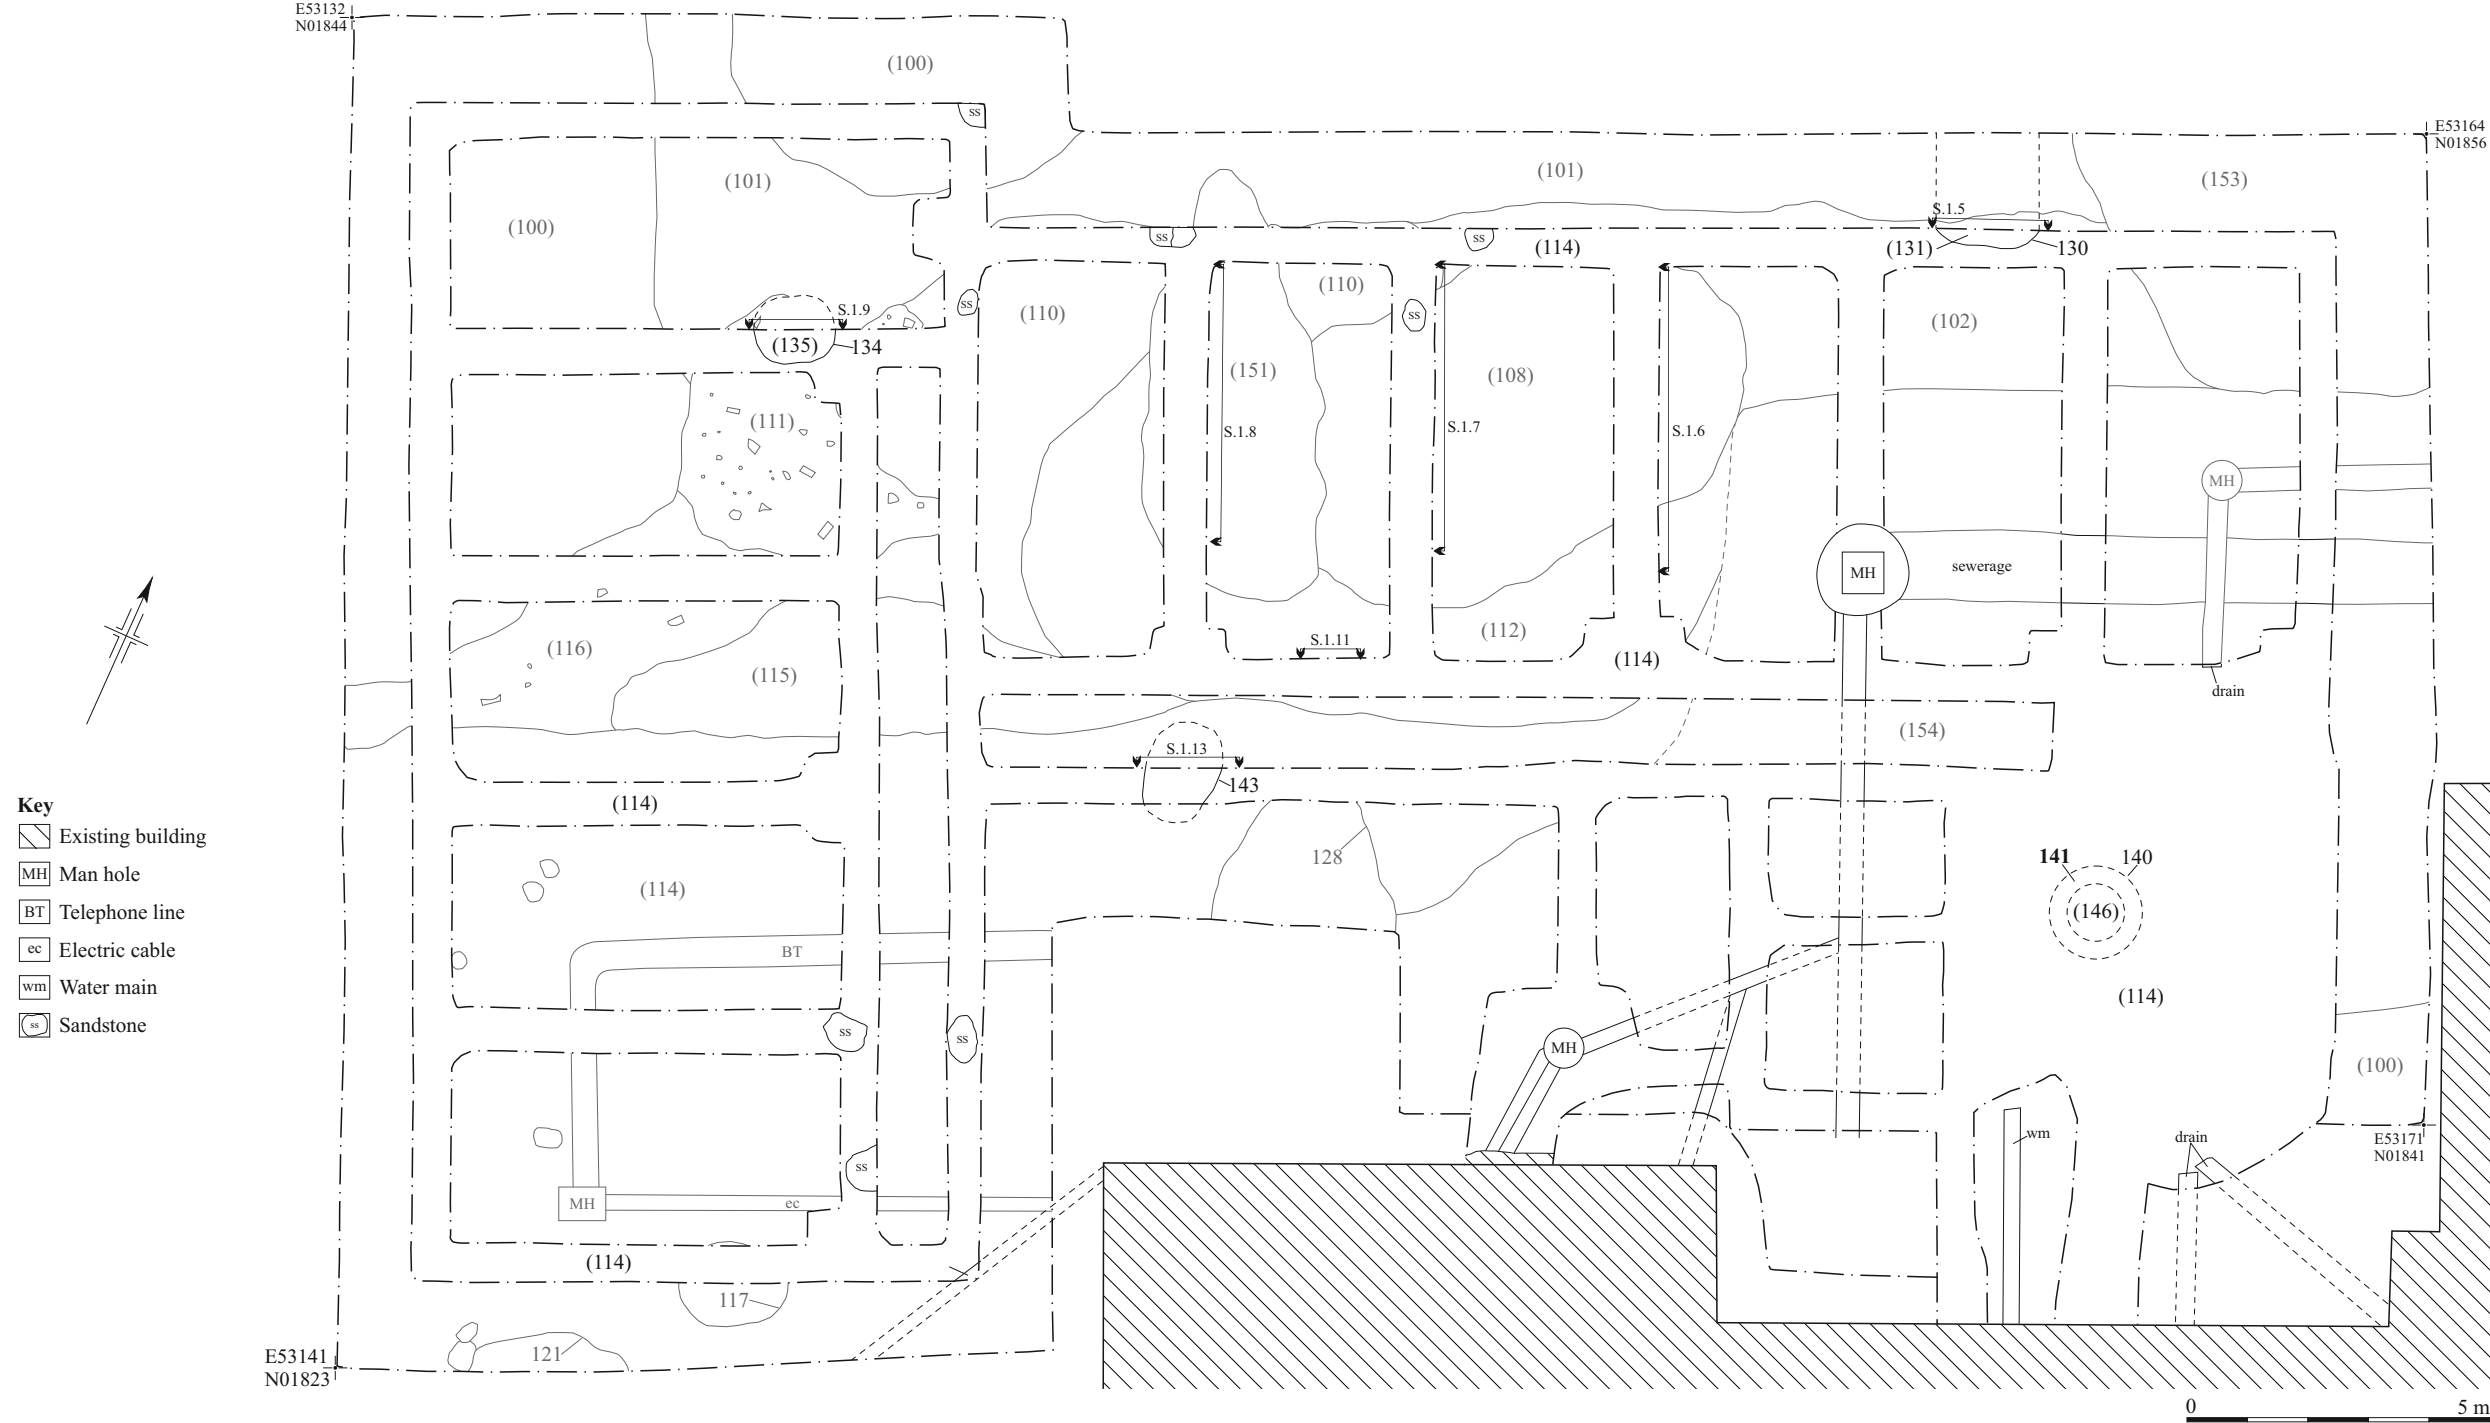 E53132
N01844
(100)
ss
E53164
N01856
(101)
(101)
(153)
(100)
S.1.5
ss
ss
(114)
(131)
130
(110)
(110)
ss
S.1.9
ss
(102)
(135)
134
(151)
(108)
(111)
S.1.8
S.1.7
S.1.6
MH
MH
sewerage
(116)
(112)
S.1.11
(114)
(115)
drain
(154)
S.1.13
143
Key
(114)
Existing building
128
141
140
MH
Man hole
(114)
BT
Telephone line
(146)
BT
ec
Electric cable
wm
Water main
(114)
ss
Sandstone
ss
ss
MH
(100)
wm
drain
E53171
N01841
ss
MH
ec
(114)
117
121
E53141
N01823
0
5 m